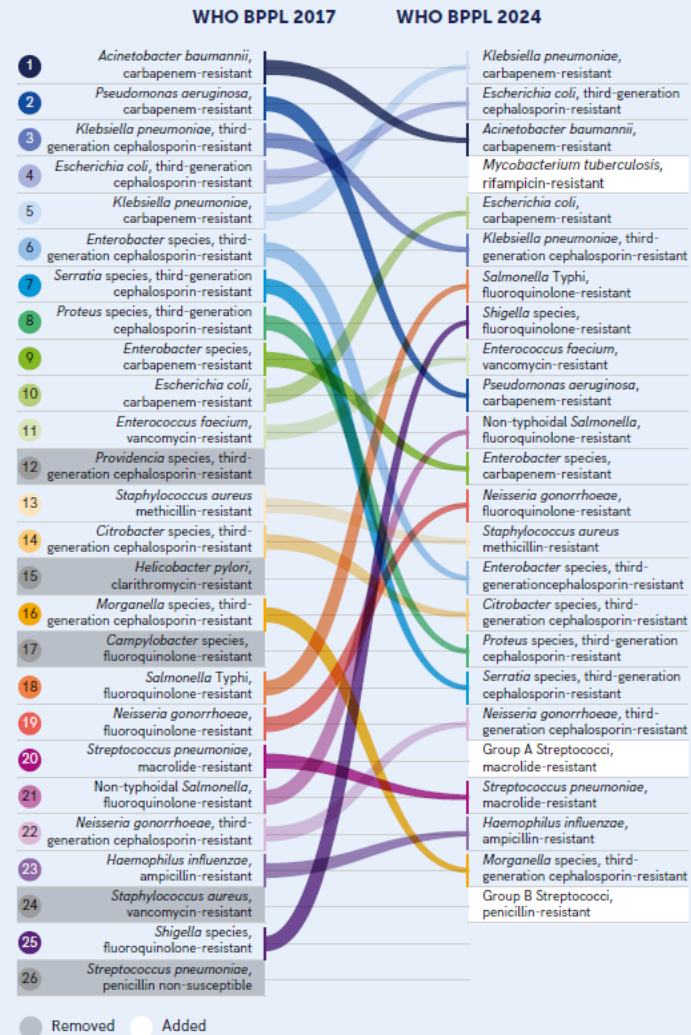 WHO BPPL 2017 WHO BPPL 2024
1 Acinetobacter baumannii,
carbapenem-resistant
2 Pseudomonas aeruginosa,
carbapenem-resistant
3 Klebsiella pneumoniae, third-
generation cephalosporin-resistant
4 Escherichia coli, third-generation
cephalosporin-resistant
5 Klebsiella pneumoniae,
carbapenem-resistant
6 Enterobacter species, third-
generation cephalosporin-resistant
7 Serratia species, third-generation
cephalosporin-resistant
8 Proteus species, third-generation
cephalosporin-resistant
9 Enterobacter species,
carbapenem-resistant
10 Escherichia coli,
carbapenem-resistant
11 Enterococcus faecium,
vancomycin-resistant
12 Providencia species, third-
generation cephalosporin-resistant
13 Staphylococcus aureus
methicillin-resistant
14 Citrobacter species, third-
generation cephalosporin-resistant
15 Helicobacter pylori,
clarithromycin-resistant
16 Morganella species, third-
generation cephalosporin-resistant
17 Campylobacter species,
fluoroquinolone-resistant
18 Salmonella Typhi,
fluoroquinolone-resistant
19 Neisseria gonorrhoeae,
fluoroquinolone-resistant
20 Streptococcus pneumoniae,
macrolide-resistant
21 Non-typhoidal Salmonella,
fluoroquinolone-resistant
22 Neisseria gonorrhoeae, third-
generation cephalosporin-resistant
23 Haemophilus influenzae,
ampicillin-resistant
24 Staphylococcus aureus,
vancomycin-resistant
25 Shigella species,
fluoroquinolone-resistant
26 Streptococcus pneumoniae,
penicillin non-susceptible
Klebsiella pneumoniae,
carbapenem-resistant
Escherichia coli, third-generation
cephalosporin-resistant
Acinetobacter baumannii,
carbapenem-resistant
Mycobacterium tuberculosis,
rifampicin-resistant
Escherichia coli,
carbapenem-resistant
Klebsiella pneumoniae, third-
generation cephalosporin-resistant
Salmonella Typhi,
fluoroquinolone-resistant
Shigella species,
fluoroquinolone-resistant
Enterococcus faecium,
vancomycin-resistant
Pseudomonas aeruginosa,
carbapenem-resistant
Non-typhoidal Salmonella,
fluoroquinolone-resistant
Enterobacter species,
carbapenem-resistant
Neisseria gonorrhoeae,
fluoroquinolone-resistant
Staphylococcus aureus
methicillin-resistant
Enterobacter species, third-
generationcephalosporin-resistant
Citrobacter species, third-
generation cephalosporin-resistant
Proteus species, third-generation
cephalosporin-resistant
Serratia species, third-generation
cephalosporin-resistant
Neisseria gonorrhoeae, third-
generation cephalosporin-resistant
Group A Streptococci,
macrolide-resistant
Streptococcus pneumoniae,
macrolide-resistant
Haemophilus influenzae,
ampicillin-resistant
Morganella species, third-
generation cephalosporin-resistant
Group B Streptococci,
penicillin-resistant
Removed Added